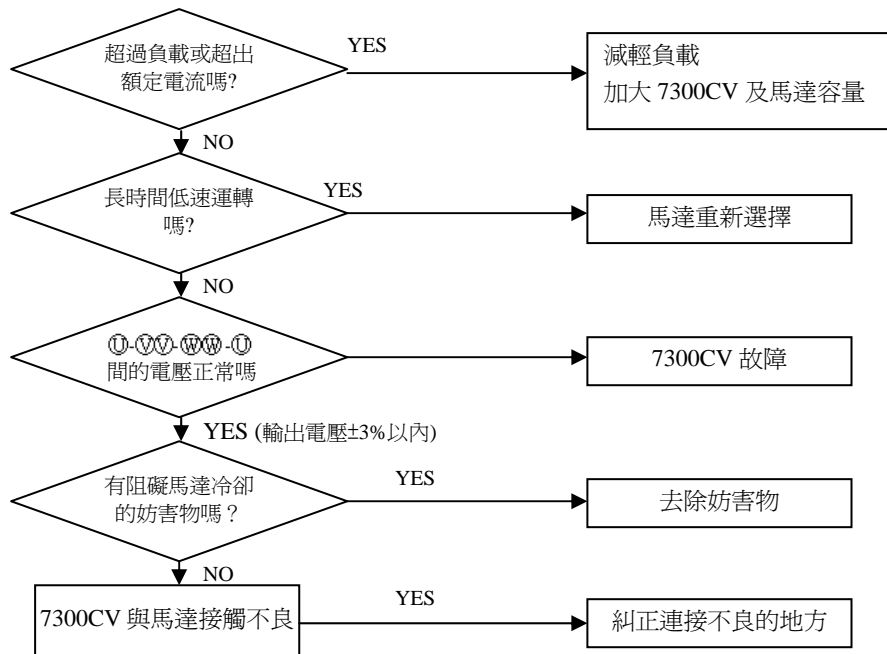 超過負載或超出
額定電流嗎?
YES
減輕負載
加大 7300CV 及馬達容量
NO
長時間低速運轉
嗎?
YES
馬達重新選擇
NO
Ⓤ-ⓋⓋ-ⓌⓌ-Ⓤ
間的電壓正常嗎
7300CV 故障
YES (輸出電壓±3%以內)
有阻礙馬達冷卻
的妨害物嗎？
YES
去除妨害物
NO
7300CV 與馬達接觸不良
YES
糾正連接不良的地方